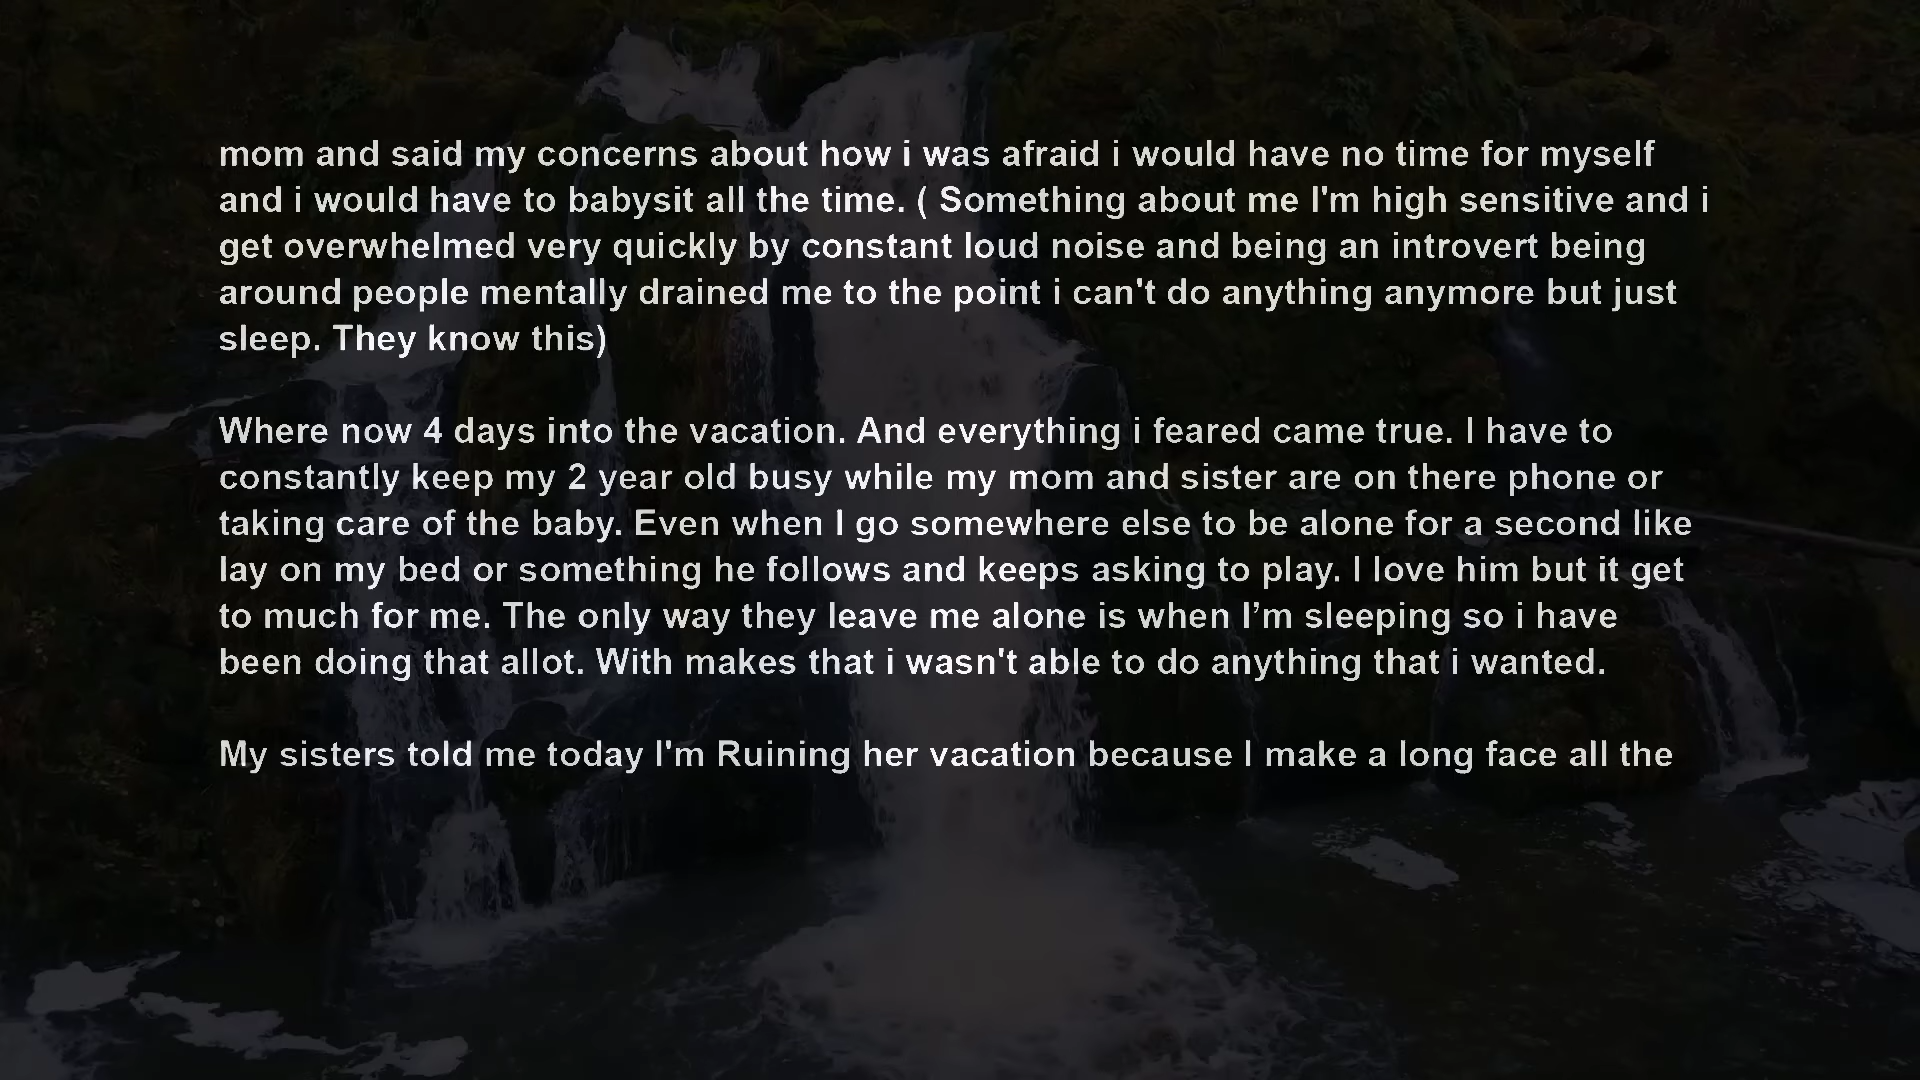 mom and said my concerns about how i was afraid i would have no time for myself
and i would have to babysit all the time. ( Something about me I'm high sensitive and i
get overwhelmed very quickly by constant loud noise and being an introvert being
around people mentally drained me to the point i can't do anything anymore but just
sleep. They know this)
Where now 4 days into the vacation. And everything i feared came true. I have to
constantly keep my 2 year old busy while my mom and sister are on there phone or
taking care of the baby. Even when I go somewhere else to be alone for a second like
lay on my bed or something he follows and keeps asking to play. I love him but it get
to much for me. The only way they leave me alone is when I’m sleeping so i have
been doing that allot. With makes that i wasn't able to do anything that i wanted.
My sisters told me today I'm Ruining her vacation because I make a long face all the